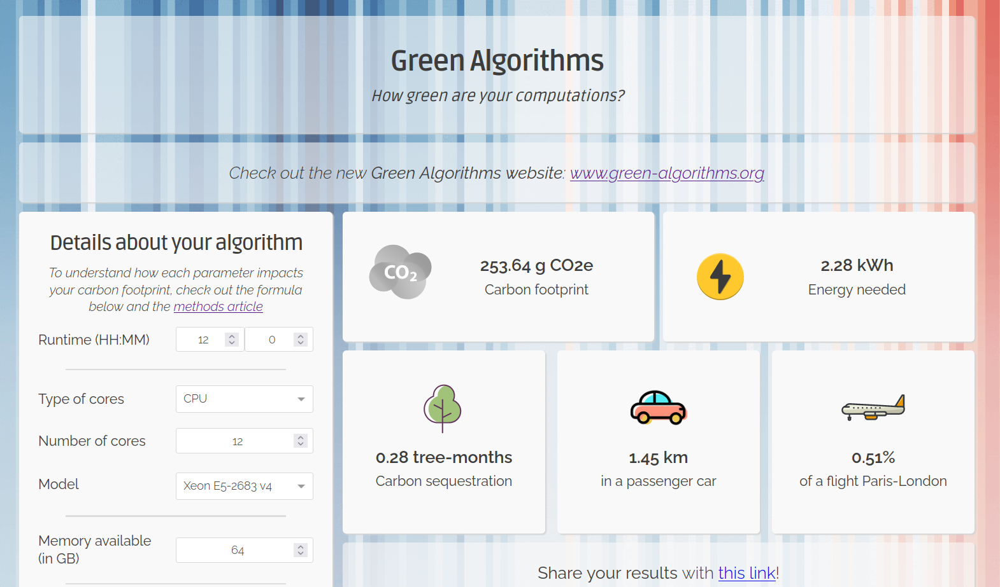 Green Algorithms
How green are your computations?
Check out the new Green Algorithms website: www.green-algorithms.org
Details about your algorithm
To understand how each parameter impacts
your carbon footprint, check out the formula
below and the methods article
Runtime (HH:MM)
12
0
Type of cores
CPU
Number of cores
12
Model
Xeon E5-2683 v4
Memory available
(in GB)
64
CO2
253.64 g CO2e
Carbon footprint
2.28 kWh
Energy needed
0.28 tree-months
Carbon sequestration
1.45 km
in a passenger car
0.51%
of a flight Paris-London
Share your results with this link!